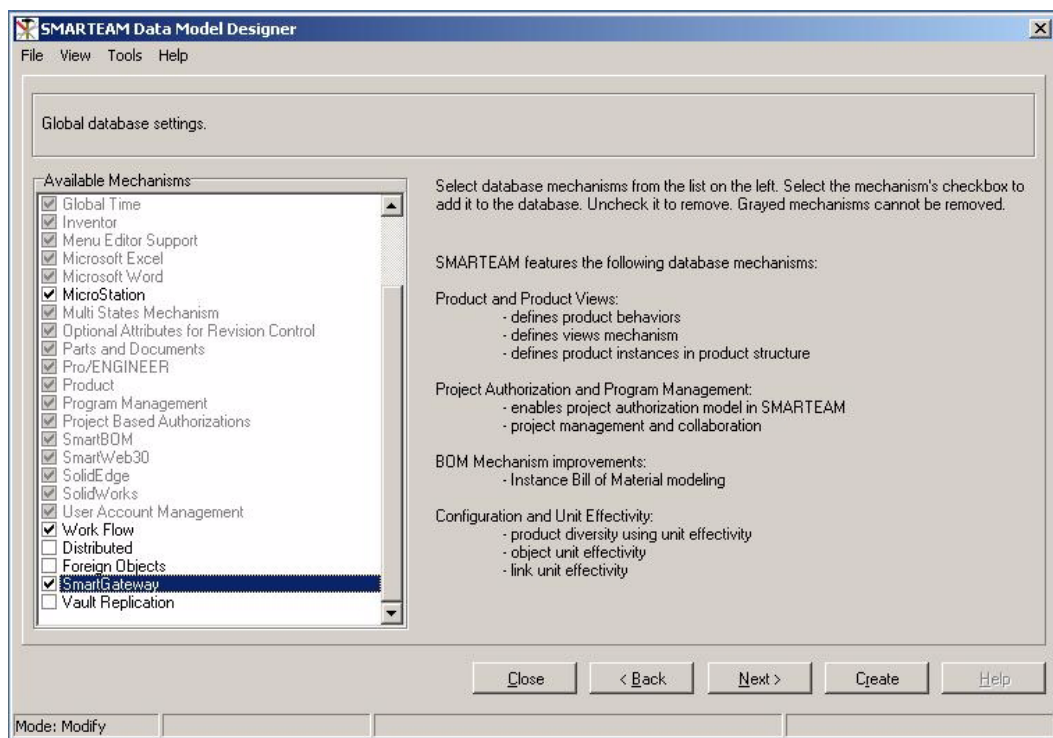 SMARTEAM Data Model Designer
File View Tools Help
Global database settings.
Available Mechanisms
Global Time
Inventor
Menu Editor Support
Microsoft Excel
Microsoft Word
MicroStation
Multi States Mechanism
Optional Attributes for Revision Control
Parts and Documents
Pro/ENGINEER
Product
Program Management
Project Based Authorizations
SmartBOM
SmartWeb30
SolidEdge
SolidWorks
User Account Management
Work Flow
Distributed
Foreign Objects
SmartGateway
Vault Replication
Select database mechanisms from the list on the left. Select the mechanism's checkbox to
add it to the database. Uncheck it to remove. Grayed mechanisms cannot be removed.
SMARTEAM features the following database mechanisms:
Product and Product Views:
- defines product behaviors
- defines views mechanism
- defines product instances in product structure
Project Authorization and Program Management:
- enables project authorization model in SMARTEAM
- project management and collaboration
BOM Mechanism improvements:
- Instance Bill of Material modeling
Configuration and Unit Effectivity:
- product diversity using unit effectivity
- object unit effectivity
- link unit effectivity
Close < Back Next > Create Help
Mode: Modify